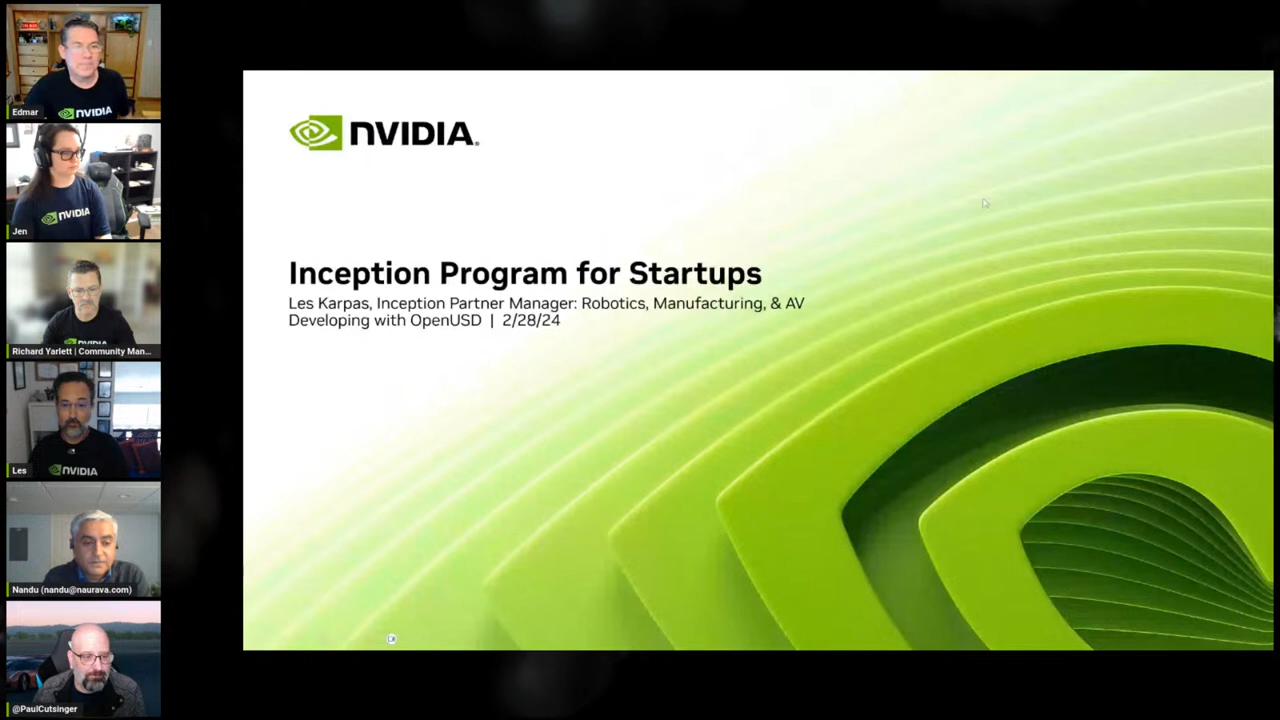 NVIDIA
Edmar
NVIDIA
Jen
Richard Yarlett | Community Man...
NVIDIA
Les
Nandu (nandu@naurava.com)
@PaulCutsinger
NVIDIA
Inception Program for Startups
Les Karpas, Inception Partner Manager: Robotics, Manufacturing, & AV
Developing with OpenUSD | 2/28/24